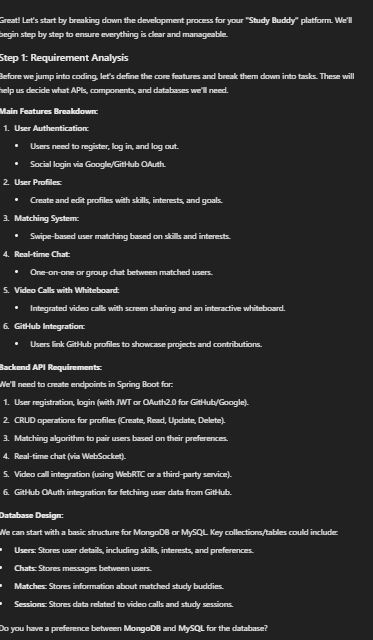 Great! Let's start by breaking down the development process for your "Study Buddy" platform. We'll
begin step by step to ensure everything is clear and manageable.
Step 1: Requirement Analysis
Before we jump into coding, let's define the core features and break them down into tasks. These will
help us decide what APIs, components, and databases we'll need.
Main Features Breakdown:
1. User Authentication:
• Users need to register, log in, and log out.
• Social login via Google/GitHub OAuth.
2. User Profiles:
• Create and edit profiles with skills, interests, and goals.
3. Matching System:
• Swipe-based user matching based on skills and interests.
4. Real-time Chat:
• One-on-one or group chat between matched users.
5. Video Calls with Whiteboard:
• Integrated video calls with screen sharing and an interactive whiteboard.
6. GitHub Integration:
• Users link GitHub profiles to showcase projects and contributions.
Backend API Requirements:
We'll need to create endpoints in Spring Boot for:
1. User registration, login (with JWT or OAuth2.0 for GitHub/Google).
2. CRUD operations for profiles (Create, Read, Update, Delete).
3. Matching algorithm to pair users based on their preferences.
4. Real-time chat (via WebSocket).
5. Video call integration (using WebRTC or a third-party service).
6. GitHub OAuth integration for fetching user data from GitHub.
Database Design:
We can start with a basic structure for MongoDB or MySQL. Key collections/tables could include:
• Users: Stores user details, including skills, interests, and preferences.
• Chats: Stores messages between users.
• Matches: Stores information about matched study buddies.
• Sessions: Stores data related to video calls and study sessions.
Do you have a preference between MongoDB and MySQL for the database?